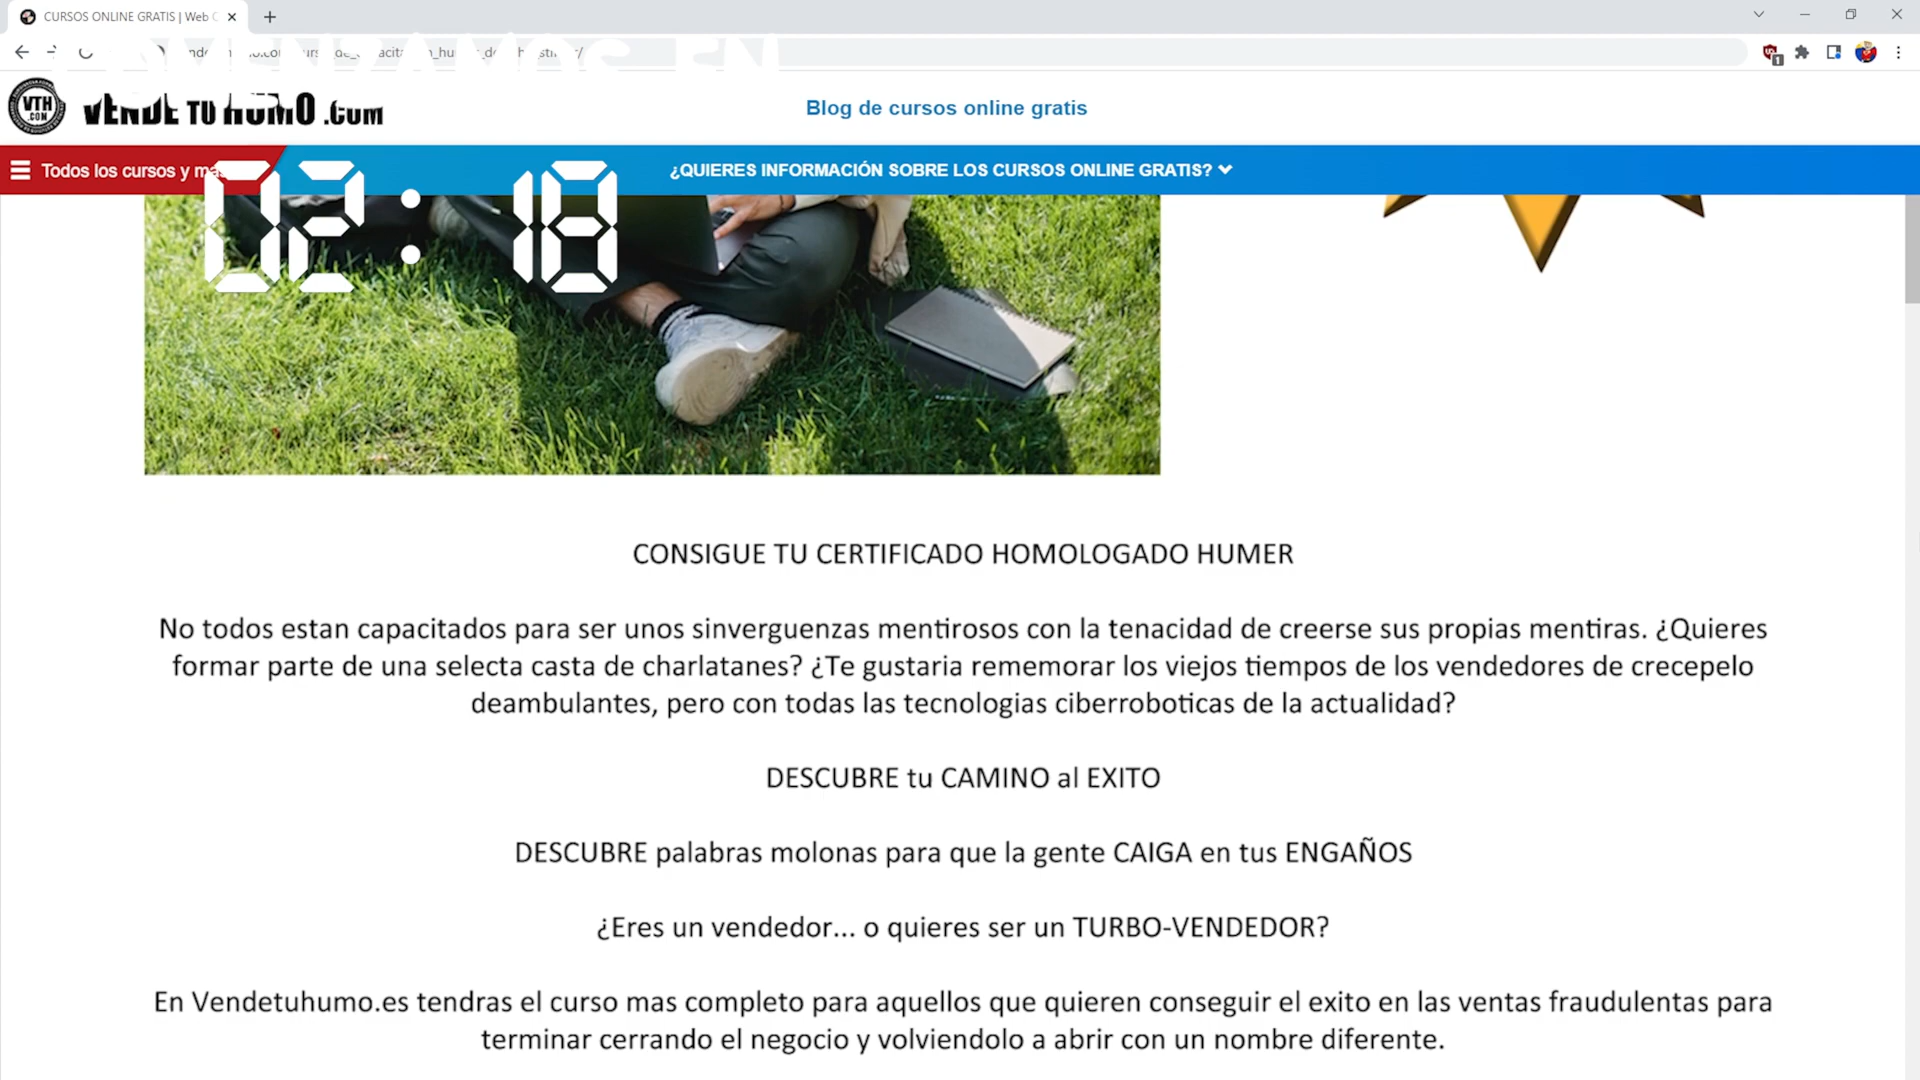 CURSOS ONLINE GRATIS | Web C
COMENZAMOS EN
VTH
.COM
VENDE TU HUMO .com
Blog de cursos online gratis
Todos los cursos y más
¿QUIERES INFORMACIÓN SOBRE LOS CURSOS ONLINE GRATIS?
02:18
CONSIGUE TU CERTIFICADO HOMOLOGADO HUMER
No todos estan capacitados para ser unos sinverguenzas mentirosos con la tenacidad de creerse sus propias mentiras. ¿Quieres
formar parte de una selecta casta de charlatanes? ¿Te gustaria rememorar los viejos tiempos de los vendedores de crecepelo
deambulantes, pero con todas las tecnologias ciberroboticas de la actualidad?
DESCUBRE tu CAMINO al EXITO
DESCUBRE palabras molonas para que la gente CAIGA en tus ENGAÑOS
¿Eres un vendedor... o quieres ser un TURBO-VENDEDOR?
En Vendetuhumo.es tendras el curso mas completo para aquellos que quieren conseguir el exito en las ventas fraudulentas para
terminar cerrando el negocio y volviendolo a abrir con un nombre diferente.